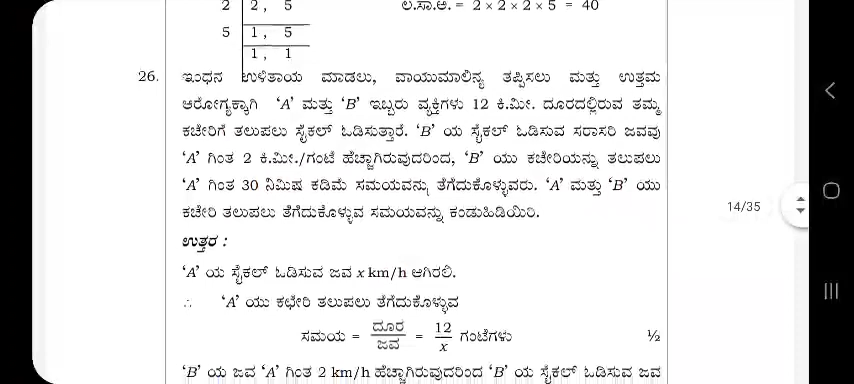 2 | 2 , 5 ಲ.ಸಾ.ಅ. = 2 × 2 × 2 × 5 = 40
5 | 1 , 5
1 , 1
26. ಇಂಧನ ಉಳಿತಾಯ ಮಾಡಲು, ವಾಯುಮಾಲಿನ್ಯ ತಪ್ಪಿಸಲು ಮತ್ತು ಉತ್ತಮ
ಆರೋಗ್ಯಕ್ಕಾಗಿ ‘A’ ಮತ್ತು ‘B’ ಇಬ್ಬರು ವ್ಯಕ್ತಿಗಳು 12 ಕಿ.ಮೀ. ದೂರದಲ್ಲಿರುವ ತಮ್ಮ
ಕಚೇರಿಗೆ ತಲುಪಲು ಸೈಕಲ್ ಓಡಿಸುತ್ತಾರೆ. ‘B’ ಯ ಸೈಕಲ್ ಓಡಿಸುವ ಸರಾಸರಿ ಜವವು
‘A’ ಗಿಂತ 2 ಕಿ.ಮೀ./ಗಂಟೆ ಹೆಚ್ಚಾಗಿರುವುದರಿಂದ, ‘B’ ಯು ಕಚೇರಿಯನ್ನು ತಲುಪಲು
‘A’ ಗಿಂತ 30 ನಿಮಿಷ ಕಡಿಮೆ ಸಮಯವನ್ನು ತೆಗೆದುಕೊಳ್ಳುವರು. ‘A’ ಮತ್ತು ‘B’ ಯು
ಕಚೇರಿ ತಲುಪಲು ತೆಗೆದುಕೊಳ್ಳುವ ಸಮಯವನ್ನು ಕಂಡುಹಿಡಿಯಿರಿ.
14/35
ಉತ್ತರ :
‘A’ ಯ ಸೈಕಲ್ ಓಡಿಸುವ ಜವ x km/h ಆಗಿರಲಿ.
∴ ‘A’ ಯು ಕಛೇರಿ ತಲುಪಲು ತೆಗೆದುಕೊಳ್ಳುವ
ಸಮಯ = ದೂರ/ಜವ = 12/x ಗಂಟೆಗಳು ½
‘B’ ಯ ಜವ ‘A’ ಗಿಂತ 2 km/h ಹೆಚ್ಚಾಗಿರುವುದರಿಂದ ‘B’ ಯ ಸೈಕಲ್ ಓಡಿಸುವ ಜವ